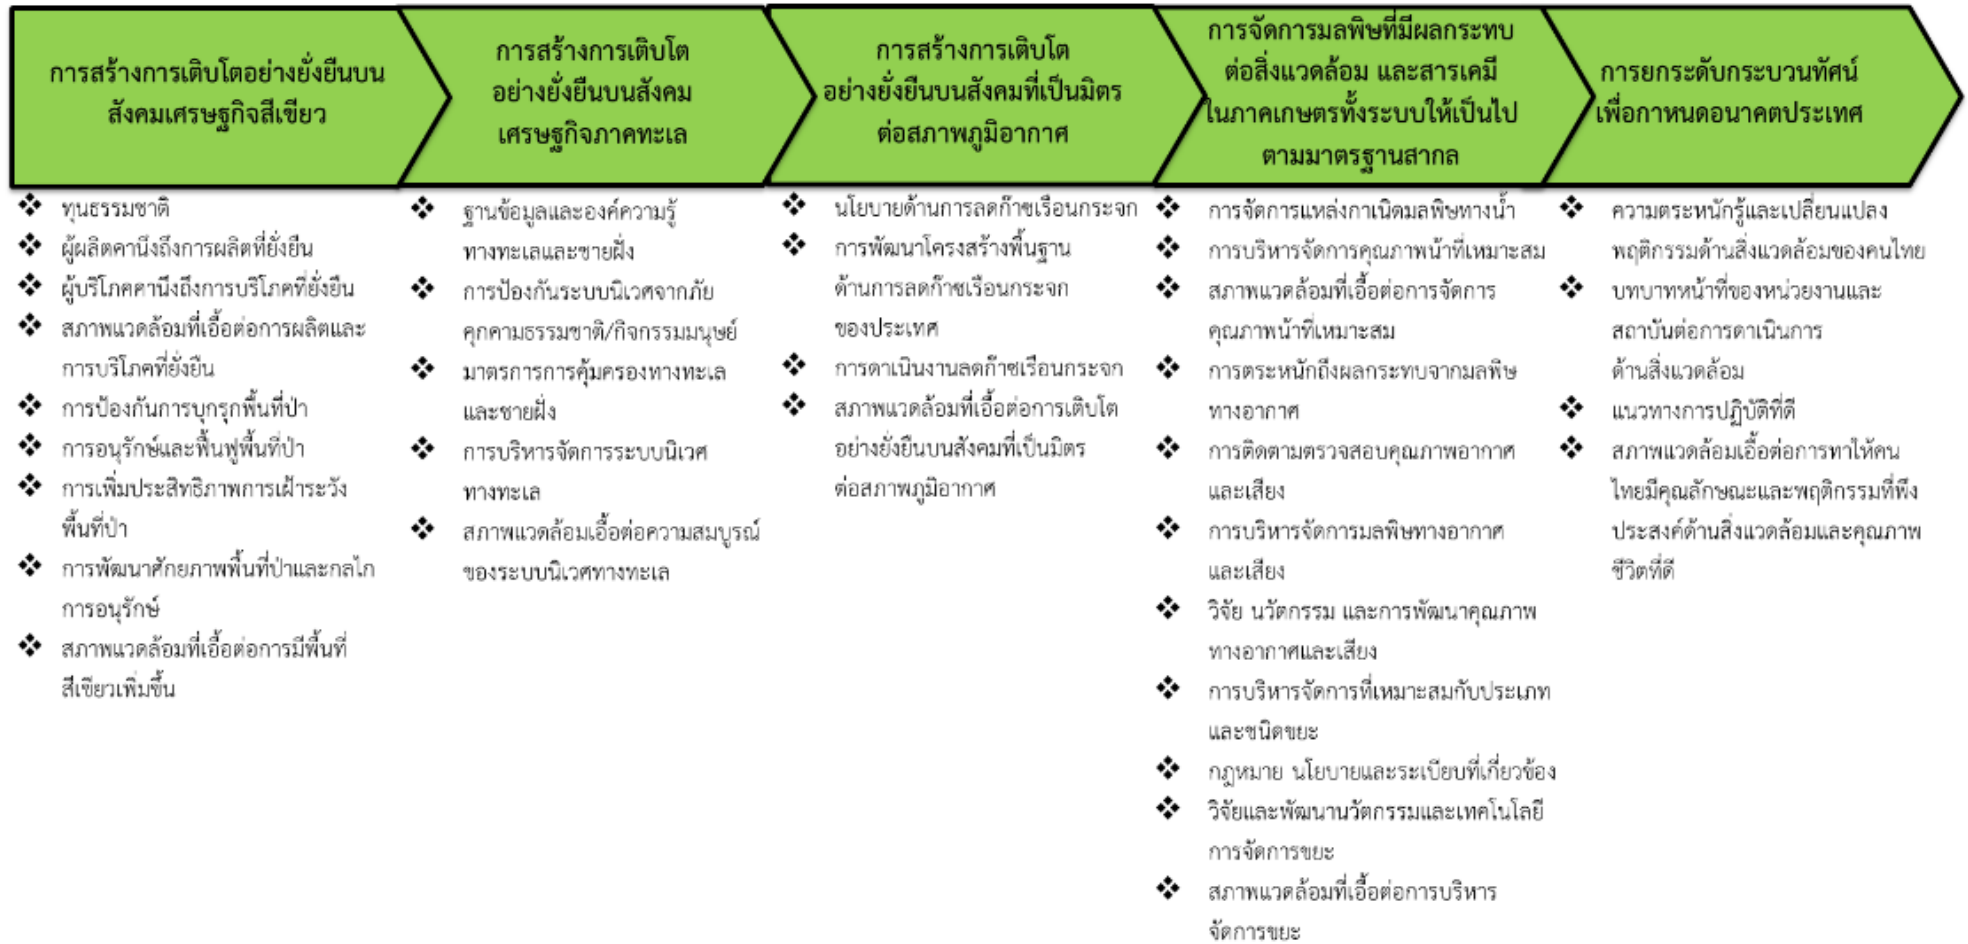 การสร้างการเติบโตอย่างยั่งยืนบน
สังคมเศรษฐกิจสีเขียว
❖ ทุนธรรมชาติ
❖ ผู้ผลิตคานึงถึงการผลิตที่ยั่งยืน
❖ ผู้บริโภคคานึงถึงการบริโภคที่ยั่งยืน
❖ สภาพแวดล้อมที่เอื้อต่อการผลิตและ
การบริโภคที่ยั่งยืน
❖ การป้องกันการบุกรุกพื้นที่ป่า
❖ การอนุรักษ์และฟื้นฟูพื้นที่ป่า
❖ การเพิ่มประสิทธิภาพการเฝ้าระวัง
พื้นที่ป่า
❖ การพัฒนาศักยภาพพื้นที่ป่าและกลไก
การอนุรักษ์
❖ สภาพแวดล้อมที่เอื้อต่อการมีพื้นที่
สีเขียวเพิ่มขึ้น
การสร้างการเติบโต
อย่างยั่งยืนบนสังคม
เศรษฐกิจภาคทะเล
❖ ฐานข้อมูลและองค์ความรู้
ทางทะเลและชายฝั่ง
❖ การป้องกันระบบนิเวศจากภัย
คุกคามธรรมชาติ/กิจกรรมมนุษย์
❖ มาตรการการคุ้มครองทางทะเล
และชายฝั่ง
❖ การบริหารจัดการระบบนิเวศ
ทางทะเล
❖ สภาพแวดล้อมเอื้อต่อความสมบูรณ์
ของระบบนิเวศทางทะเล
การสร้างการเติบโต
อย่างยั่งยืนบนสังคมที่เป็นมิตร
ต่อสภาพภูมิอากาศ
❖ นโยบายด้านการลดก๊าซเรือนกระจก
❖ การพัฒนาโครงสร้างพื้นฐาน
ด้านการลดก๊าซเรือนกระจก
ของประเทศ
❖ การดาเนินงานลดก๊าซเรือนกระจก
❖ สภาพแวดล้อมที่เอื้อต่อการเติบโต
อย่างยั่งยืนบนสังคมที่เป็นมิตร
ต่อสภาพภูมิอากาศ
การจัดการมลพิษที่มีผลกระทบ
ต่อสิ่งแวดล้อม และสารเคมี
ในภาคเกษตรทั้งระบบให้เป็นไป
ตามมาตรฐานสากล
❖ การจัดการแหล่งกาเนิดมลพิษทางน้ำ
❖ การบริหารจัดการคุณภาพน้าที่เหมาะสม
❖ สภาพแวดล้อมที่เอื้อต่อการจัดการ
คุณภาพน้าที่เหมาะสม
❖ การตระหนักถึงผลกระทบจากมลพิษ
ทางอากาศ
❖ การติดตามตรวจสอบคุณภาพอากาศ
และเสียง
❖ การบริหารจัดการมลพิษทางอากาศ
และเสียง
❖ วิจัย นวัตกรรม และการพัฒนาคุณภาพ
ทางอากาศและเสียง
❖ การบริหารจัดการที่เหมาะสมกับประเภท
และชนิดขยะ
❖ กฎหมาย นโยบายและระเบียบที่เกี่ยวข้อง
❖ วิจัยและพัฒนานวัตกรรมและเทคโนโลยี
การจัดการขยะ
❖ สภาพแวดล้อมที่เอื้อต่อการบริหาร
จัดการขยะ
การยกระดับกระบวนทัศน์
เพื่อกาหนดอนาคตประเทศ
❖ ความตระหนักรู้และเปลี่ยนแปลง
พฤติกรรมด้านสิ่งแวดล้อมของคนไทย
❖ บทบาทหน้าที่ของหน่วยงานและ
สถาบันต่อการดาเนินการ
ด้านสิ่งแวดล้อม
❖ แนวทางการปฏิบัติที่ดี
❖ สภาพแวดล้อมเอื้อต่อการทาให้คน
ไทยมีคุณลักษณะและพฤติกรรมที่พึง
ประสงค์ด้านสิ่งแวดล้อมและคุณภาพ
ชีวิตที่ดี